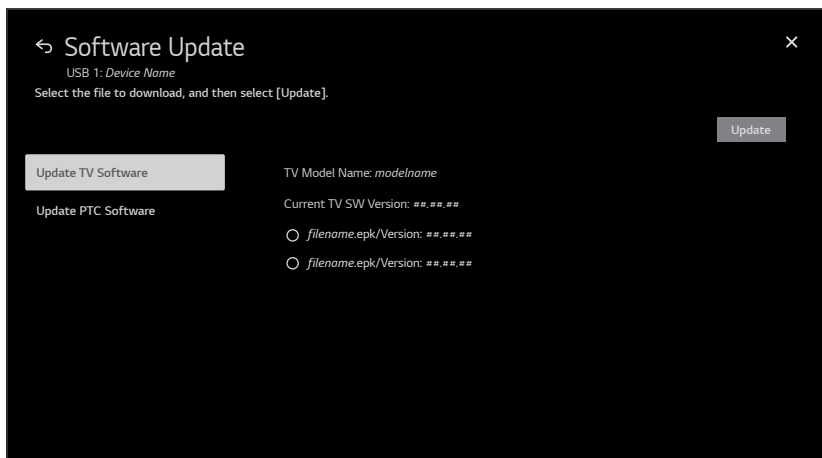 Software Update
USB 1: Device Name
Select the file to download, and then select [Update].
Update
Update TV Software
Update PTC Software
TV Model Name: modelname
Current TV SW Version: ##.##.##
filename.epk/Version: ##.##.##
filename.epk/Version: ##.##.##